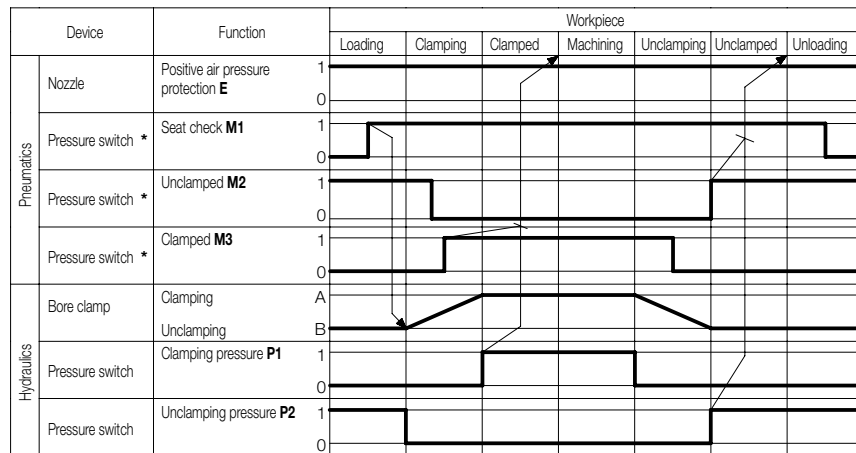 Device
Function
Workpiece
Loading
Clamping
Clamped
Machining
Unclamping
Unclamped
Unloading
Pneumatics
Nozzle
Positive air pressure
protection E
1
0
Pressure switch *
Seat check M1
1
0
Pressure switch *
Unclamped M2
1
0
Pressure switch *
Clamped M3
1
0
Hydraulics
Bore clamp
Clamping
A
Unclamping
B
Pressure switch
Clamping pressure P1
1
0
Pressure switch
Unclamping pressure P2
1
0